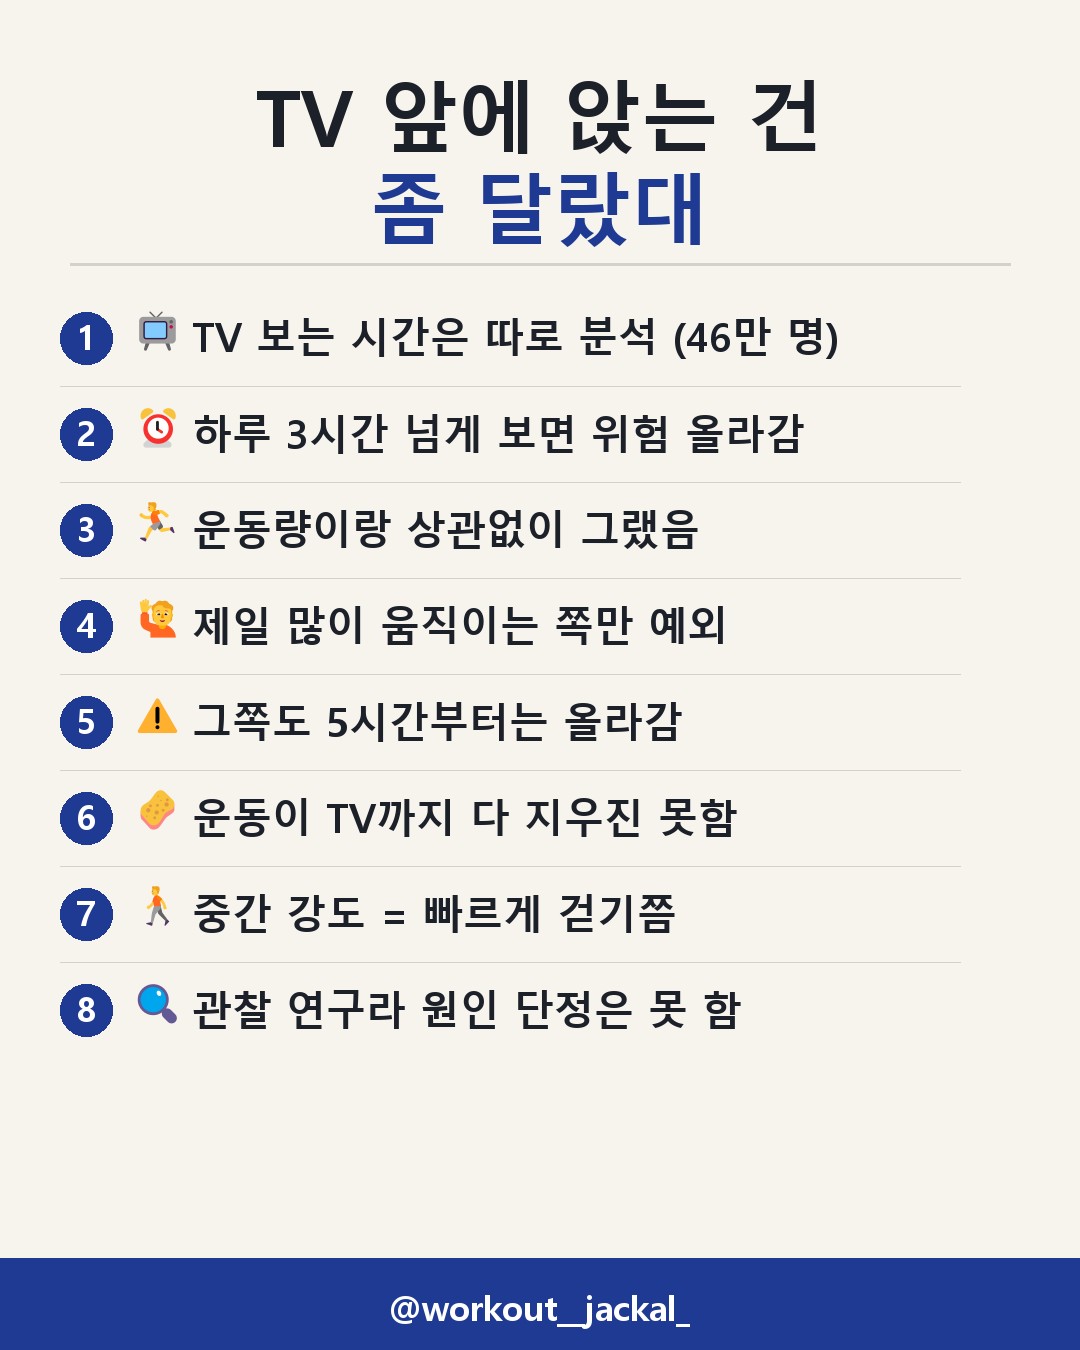 TV 앞에 앉는 건
좀 달랐대
1 TV 보는 시간은 따로 분석 (46만 명)
2 하루 3시간 넘게 보면 위험 올라감
3 운동량이랑 상관없이 그랬음
4 제일 많이 움직이는 쪽만 예외
5 그쪽도 5시간부터는 올라감
6 운동이 TV까지 다 지우진 못함
7 중간 강도 = 빠르게 걷기쯤
8 관찰 연구라 원인 단정은 못 함
@workout__jackal_